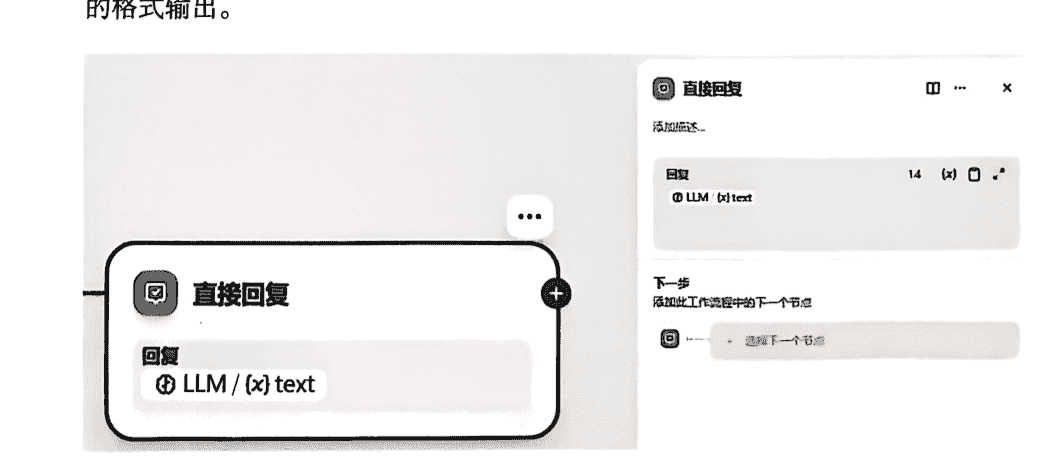 的格式输出。
直接回复
回复
LLM / {x} text
直接回复
添加描述...
回复 14 {x}
LLM / {x} text
下一步
添加此工作流程中的下一个节点
+ 选择下一个节点